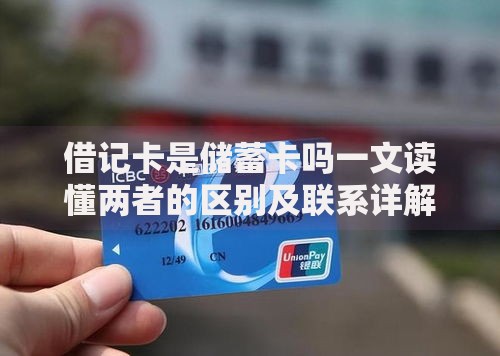 借记卡是储蓄卡吗一文读
ICBC
懂两者的区别及联系详解
622202 1616004849669
12/49 CN
UnionPay
银联